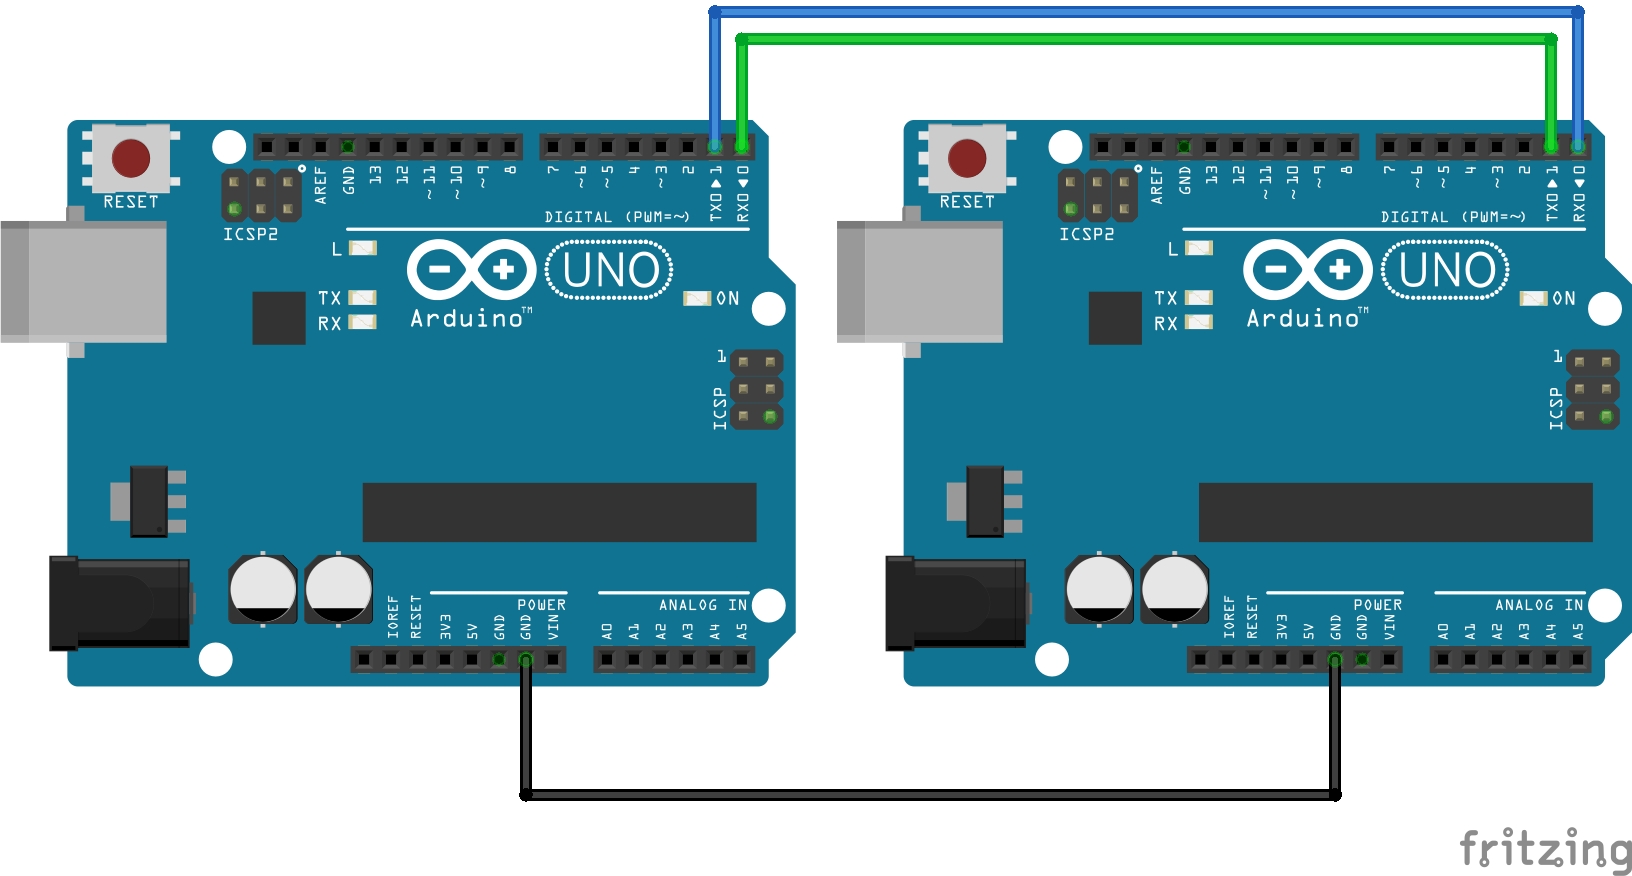 RESET
ICSP2
AREF
GND
13
12
~11
~10
~9
8
7
~6
~5
4
~3
2
TX0▶1
RX0◀0
DIGITAL (PWM=~)
L
TX
RX
UNO
Arduino™
ON
1
ICSP
IOREF
RESET
3V3
5V
GND
GND
VIN
POWER
ANALOG IN
A0
A1
A2
A3
A4
A5
RESET
ICSP2
AREF
GND
13
12
~11
~10
~9
8
7
~6
~5
4
~3
2
TX0▶1
RX0◀0
DIGITAL (PWM=~)
L
TX
RX
UNO
Arduino™
ON
1
ICSP
IOREF
RESET
3V3
5V
GND
GND
VIN
POWER
ANALOG IN
A0
A1
A2
A3
A4
A5
fritzing